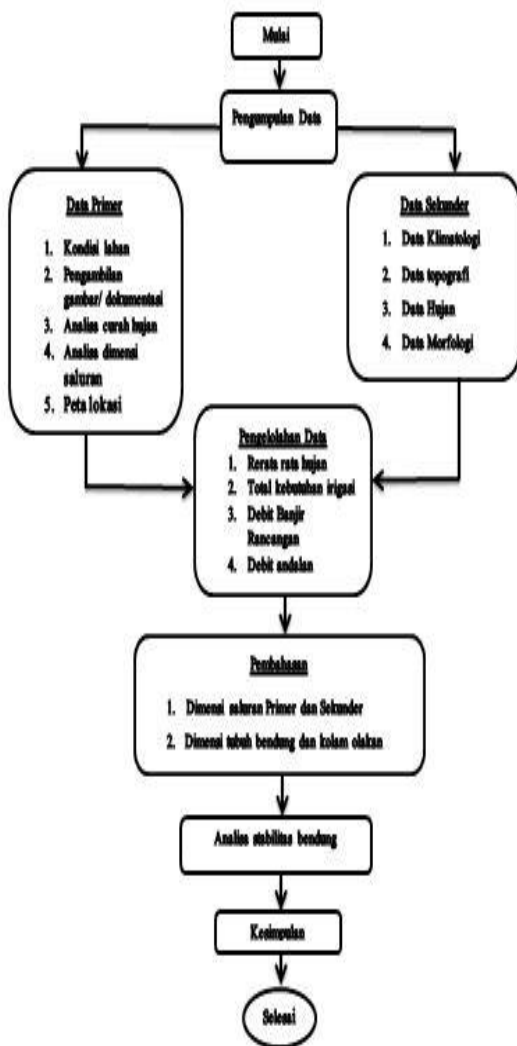 Mulai
Pengumpulan Data
Data Primer
1. Kondisi lahan
2. Pengambilan
gambar/ dokumentasi
3. Analisa curah hujan
4. Analisa dimensi
saluran
5. Peta lokasi
Data Sekunder
1. Data Klimatologi
2. Data topografi
3. Data Hujan
4. Data Morfologi
Pengelolahan Data
1. Rerata rata hujan
2. Total kebutuhan irigasi
3. Debit Banjir
Rancangan
4. Debit andalan
Pembahasan
1. Dimensi saluran Primer dan Sekunder
2. Dimensi tubuh bendung dan kolam olakan
Analisa stabilitas bendung
Kesimpulan
Selesai